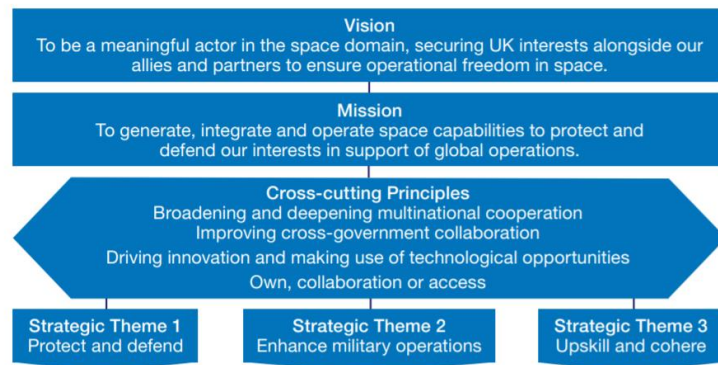 Vision
To be a meaningful actor in the space domain, securing UK interests alongside our
allies and partners to ensure operational freedom in space.
Mission
To generate, integrate and operate space capabilities to protect and
defend our interests in support of global operations.
Cross-cutting Principles
Broadening and deepening multinational cooperation
Improving cross-government collaboration
Driving innovation and making use of technological opportunities
Own, collaboration or access
Strategic Theme 1
Protect and defend
Strategic Theme 2
Enhance military operations
Strategic Theme 3
Upskill and cohere